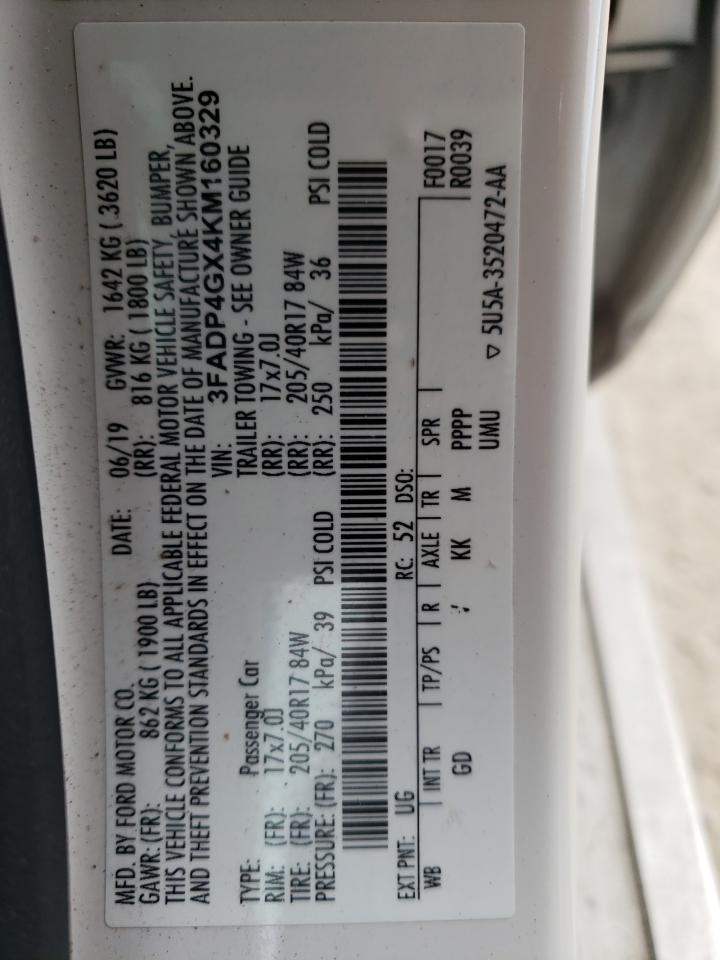 MFD. BY FORD MOTOR CO. DATE: 06/19 GVWR: 1642 KG ( 3620 LB)
GAWR: (FR): 862 KG ( 1900 LB) (RR): 816 KG ( 1800 LB)
THIS VEHICLE CONFORMS TO ALL APPLICABLE FEDERAL MOTOR VEHICLE SAFETY, BUMPER,
AND THEFT PREVENTION STANDARDS IN EFFECT ON THE DATE OF MANUFACTURE SHOWN ABOVE.
VIN: 3FADP4GX4KM160329
TYPE: Passenger Car TRAILER TOWING - SEE OWNER GUIDE
RIM: (FR): 17x7.0J (RR): 17x7.0J
TIRE: (FR): 205/40R17 84W (RR): 205/40R17 84W
PRESSURE: (FR): 270 kPa/ 39 PSI COLD (RR): 250 kPa/ 36 PSI COLD
EXT PNT: UG RC: 52 DSO: F0017
WB INT TR TP/PS R AXLE TR SPR R0039
GD KK M PPPP
UMU
▽ 5U5A-3520472-AA